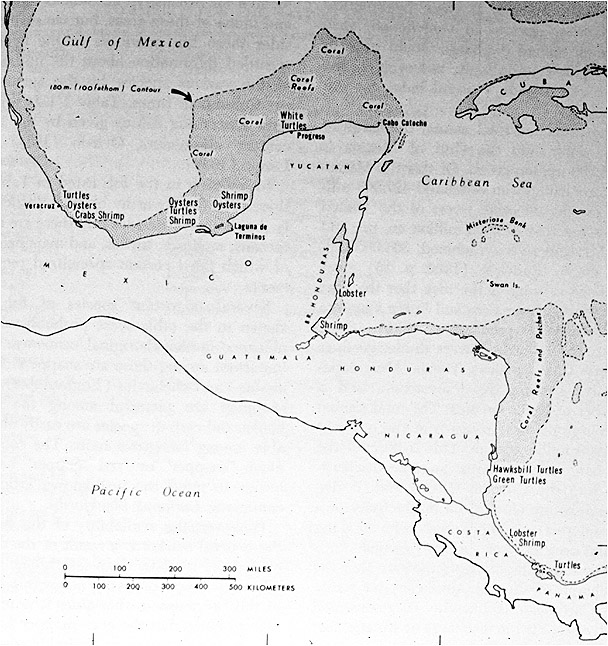 Gulf of Mexico
180 m. (100 fathom) Contour
Coral
Coral
Reefs
Coral
Coral
Coral
White
Turtles
Progreso
Cabo Catoche
CUBA
YUCATAN
Caribbean Sea
Turtles
Oysters
Veracruz
Crabs Shrimp
Oysters
Turtles
Shrimp
Shrimp
Oysters
Laguna de
Terminos
Misteriosa Bank
MEXICO
Swan Is.
BR. HONDURAS
Lobster
Shrimp
GUATEMALA
HONDURAS
Coral Reefs and Patches
NICARAGUA
Hawksbill Turtles
Green Turtles
Pacific Ocean
COSTA
RICA
Lobster
Shrimp
Turtles
PANAMA
0 100 200 300 MILES
0 100 200 300 400 500 KILOMETERS